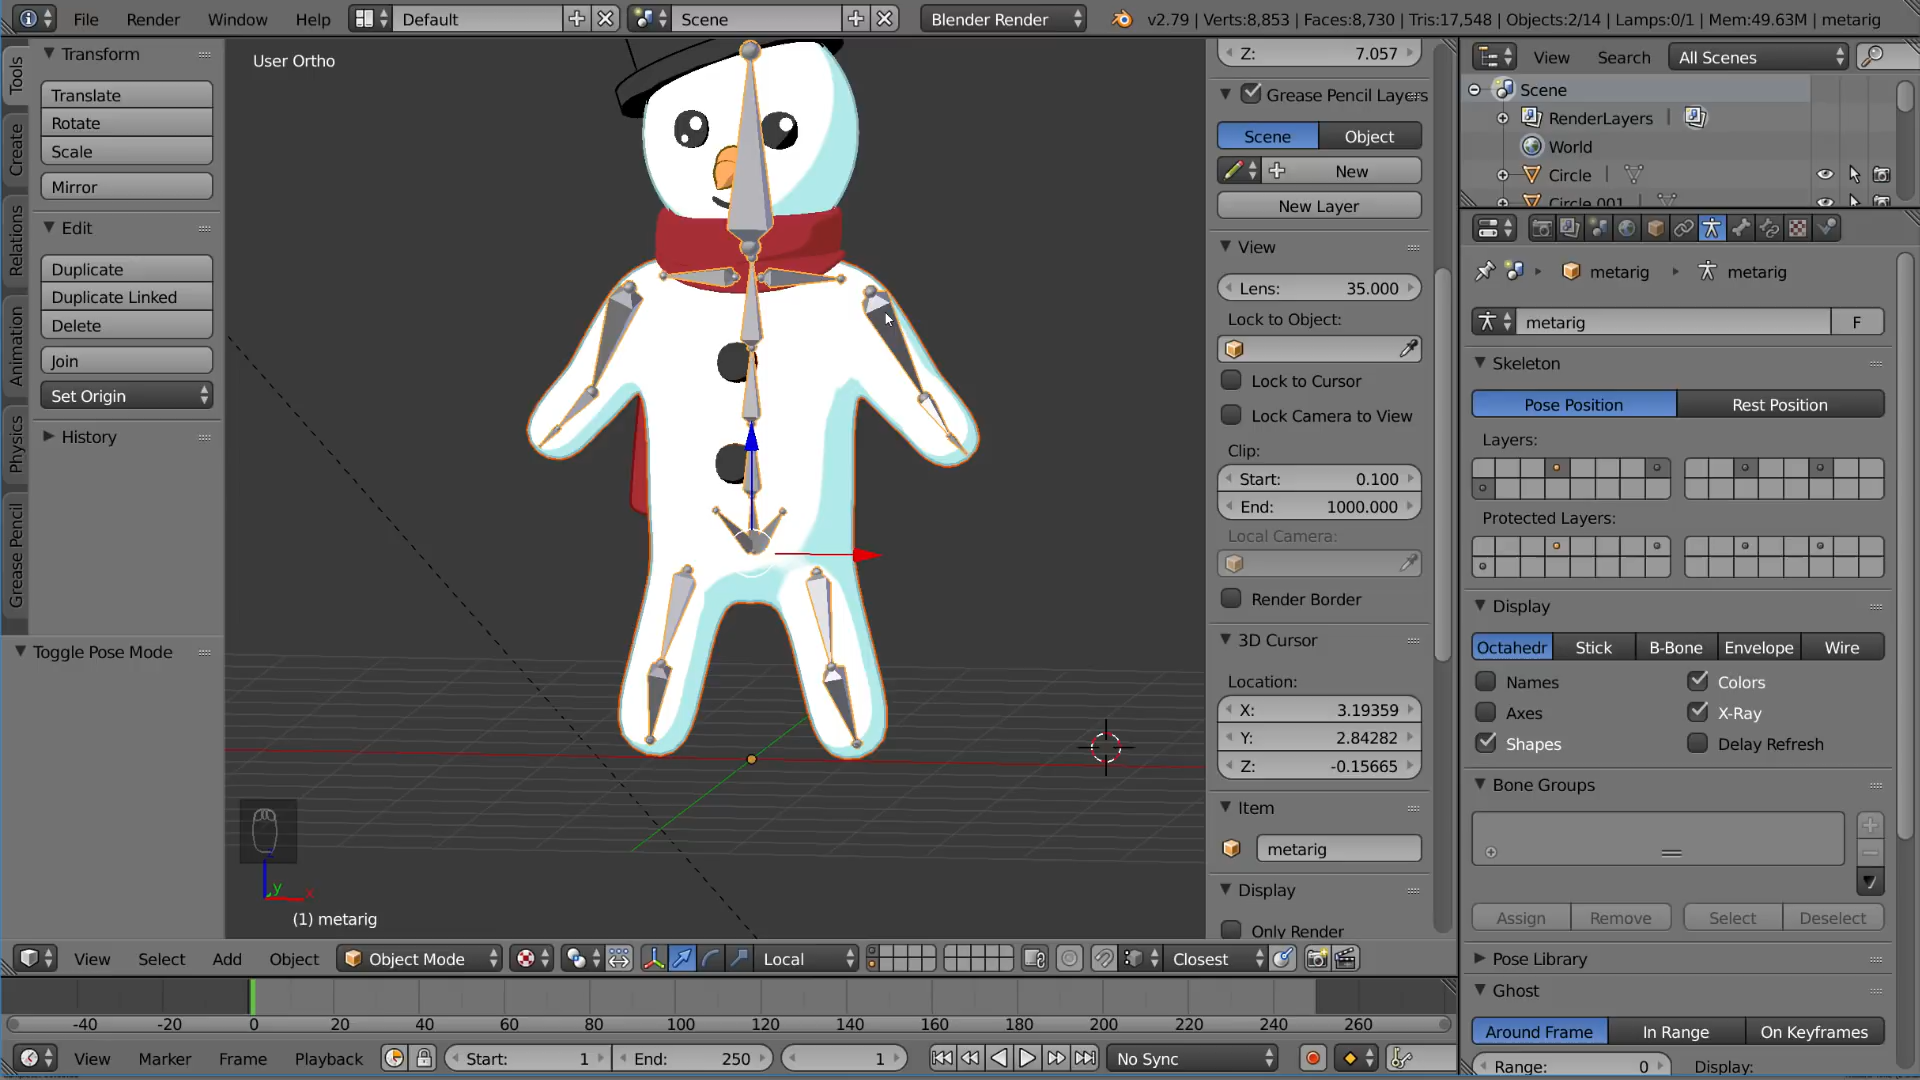 File Render Window Help Default Scene Blender Render v2.79 | Verts:8,853 | Faces:8,730 | Tris:17,548 | Objects:2/14 | Lamps:0/1 | Mem:49.63M | metarig
Tools
Create
Relations
Animation
Physics
Grease Pencil
Transform
Translate
Rotate
Scale
Mirror
Edit
Duplicate
Duplicate Linked
Delete
Join
Set Origin
History
Toggle Pose Mode
User Ortho
y
x
(1) metarig
Z: 7.057
Grease Pencil Layers
Scene Object
New
New Layer
View
Lens: 35.000
Lock to Object:
Lock to Cursor
Lock Camera to View
Clip:
Start: 0.100
End: 1000.000
Local Camera:
Render Border
3D Cursor
Location:
X: 3.19359
Y: 2.84282
Z: -0.15665
Item
metarig
Display
Only Render
View Search All Scenes
Scene
RenderLayers |
World
Circle |
Circle.001
metarig metarig
metarig F
Skeleton
Pose Position Rest Position
Layers:
Protected Layers:
Display
Octahedr Stick B-Bone Envelope Wire
Names Colors
Axes X-Ray
Shapes Delay Refresh
Bone Groups
Assign Remove Select Deselect
Pose Library
Ghost
Around Frame In Range On Keyframes
Range: 0 Display:
View Select Add Object Object Mode Local Closest
-40 -20 0 20 40 60 80 100 120 140 160 180 200 220 240 260
View Marker Frame Playback Start: 1 End: 250 1 No Sync